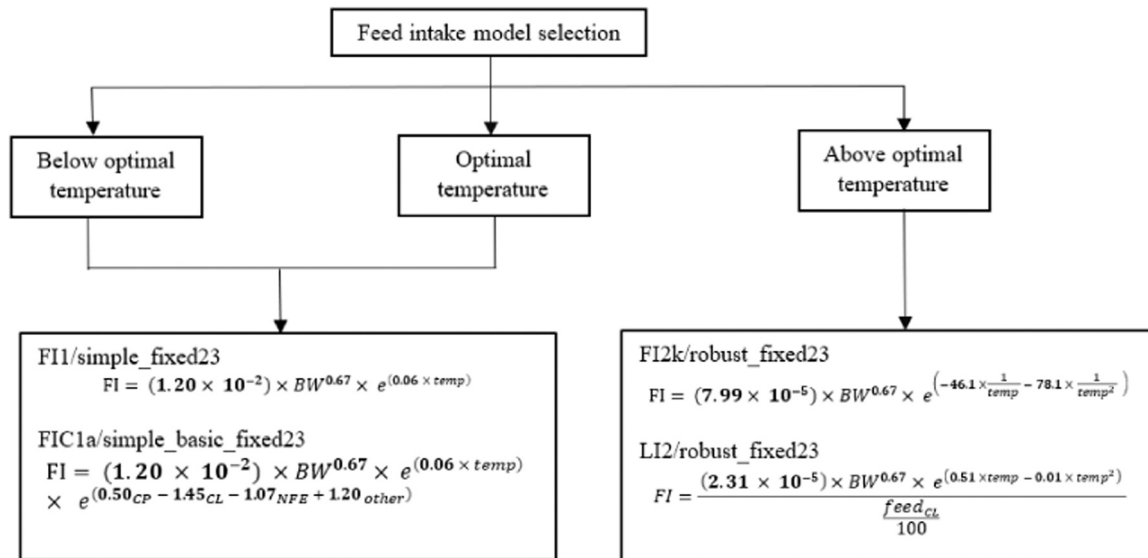 Feed intake model selection
Below optimal
temperature
Optimal
temperature
Above optimal
temperature
FI1/simple_fixed23
FI = (1.20 × 10⁻²) × BW^0.67 × e^(0.06 × temp)
FIC1a/simple_basic_fixed23
FI = (1.20 × 10⁻²) × BW^0.67 × e^(0.06 × temp)
× e^(0.50_CP − 1.45_CL − 1.07_NFE + 1.20_other)
FI2k/robust_fixed23
FI = (7.99 × 10⁻⁵) × BW^0.67 × e^(−46.1 × 1/temp − 78.1 × 1/temp²)
LI2/robust_fixed23
FI = (2.31 × 10⁻⁵) × BW^0.67 × e^(0.51 × temp − 0.01 × temp²)
feed_CL
100